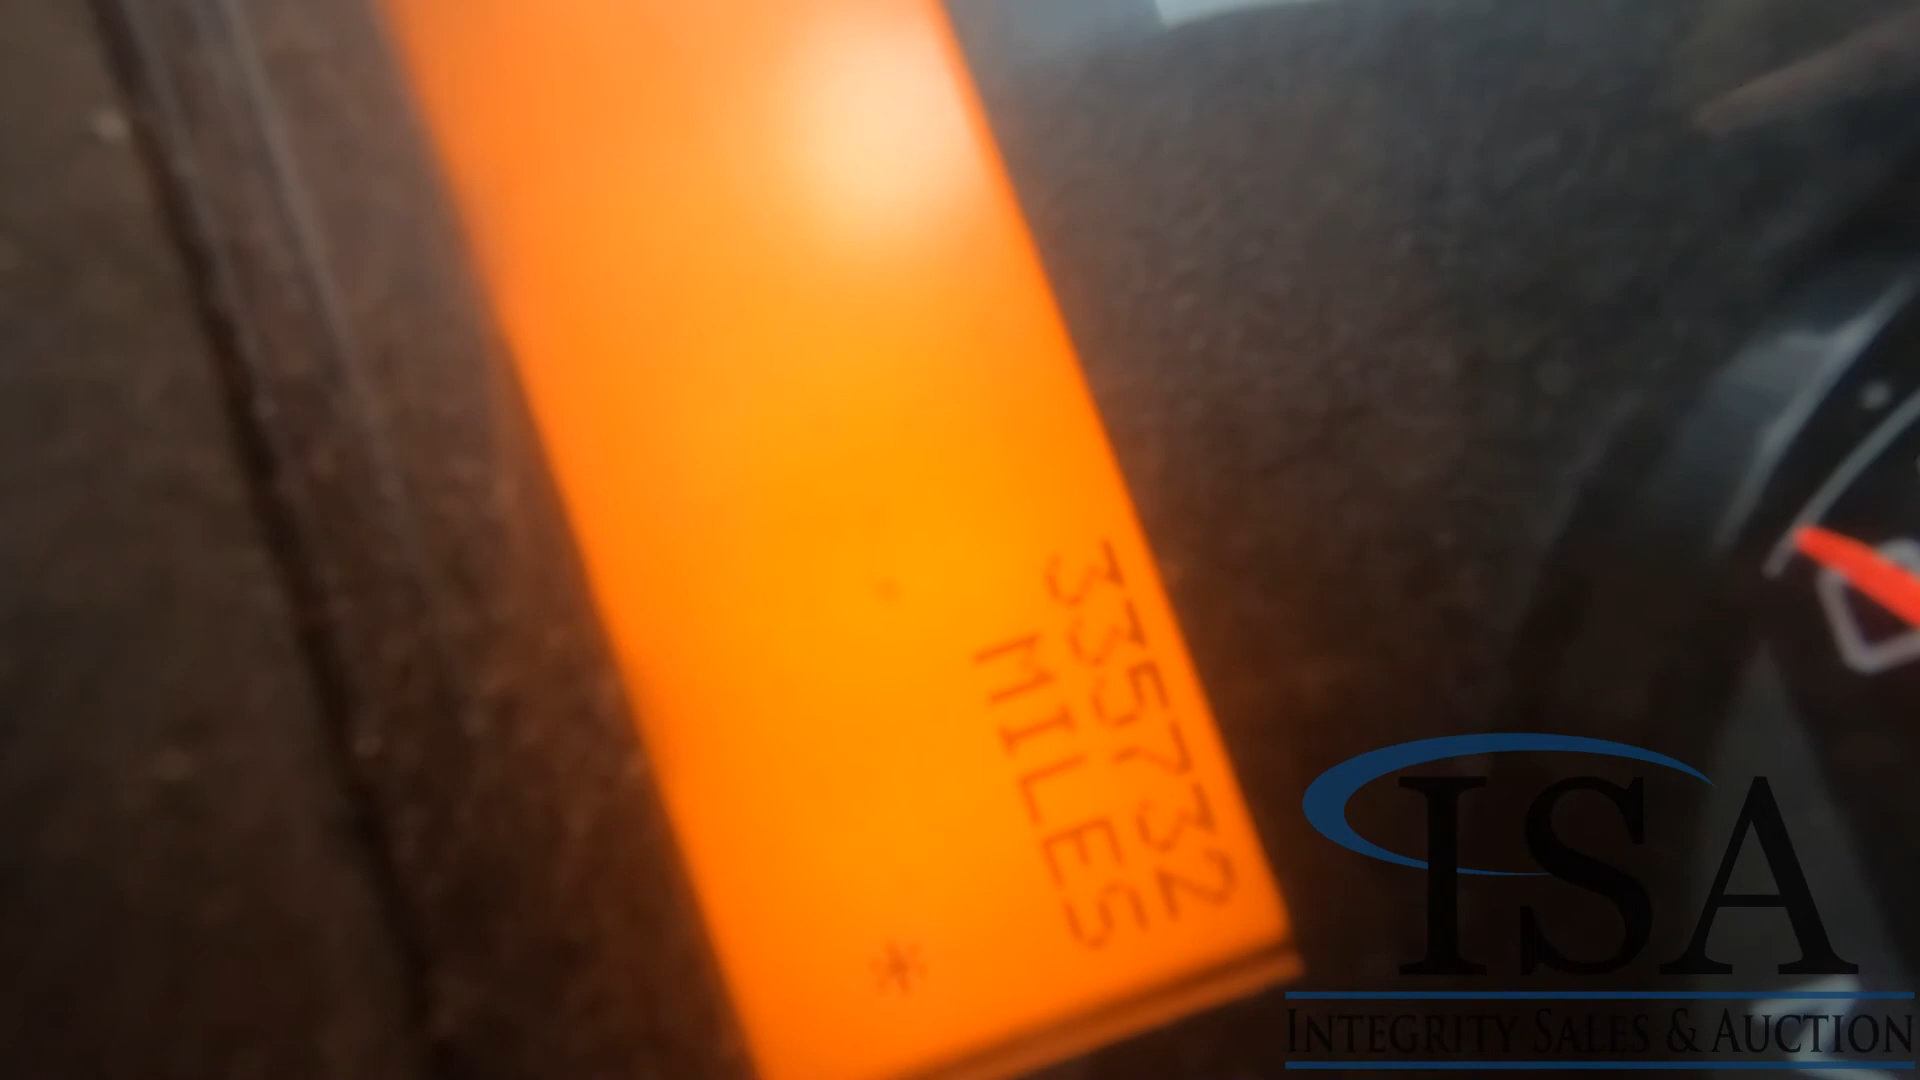 335732
MILES
*
ISA
INTEGRITY SALES & AUCTION